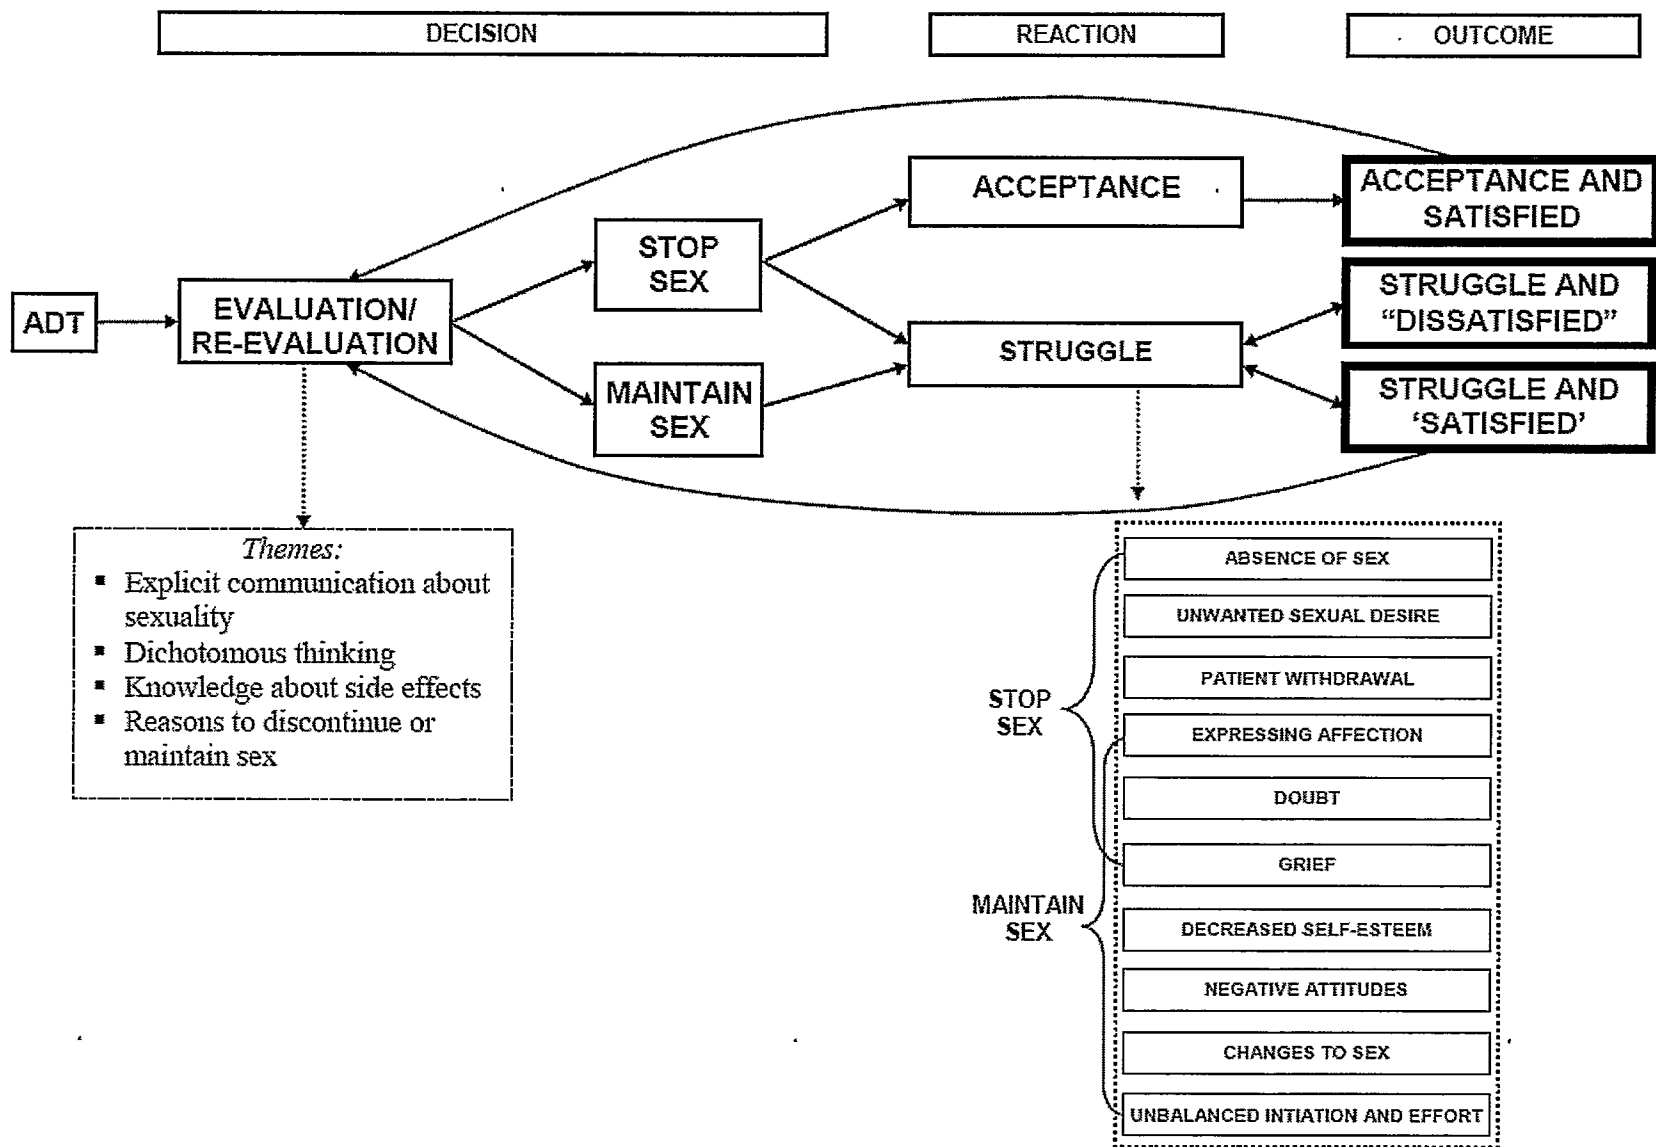 DECISION
REACTION
OUTCOME
ADT
EVALUATION/
RE-EVALUATION
STOP
SEX
MAINTAIN
SEX
ACCEPTANCE
STRUGGLE
ACCEPTANCE AND
SATISFIED
STRUGGLE AND
“DISSATISFIED”
STRUGGLE AND
‘SATISFIED’
Themes:
▪ Explicit communication about
sexuality
▪ Dichotomous thinking
▪ Knowledge about side effects
▪ Reasons to discontinue or
maintain sex
STOP
SEX
MAINTAIN
SEX
ABSENCE OF SEX
UNWANTED SEXUAL DESIRE
PATIENT WITHDRAWAL
EXPRESSING AFFECTION
DOUBT
GRIEF
DECREASED SELF-ESTEEM
NEGATIVE ATTITUDES
CHANGES TO SEX
UNBALANCED INTIATION AND EFFORT